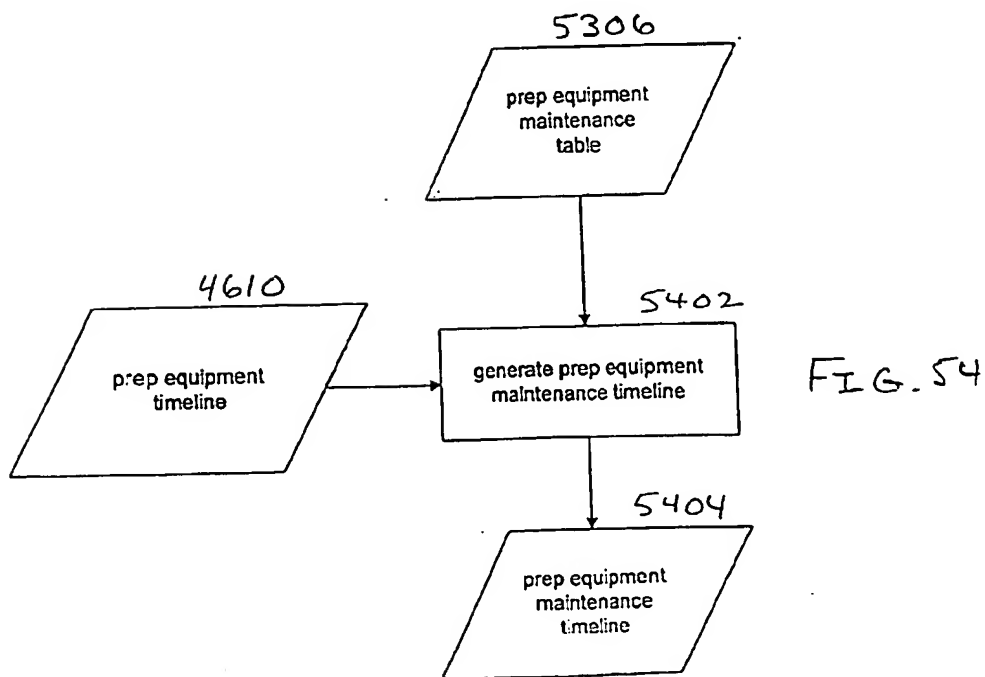 5306
prep equipment
maintenance
table
4610
prep equipment
timeline
5402
generate prep equipment
maintenance timeline
FIG. 54
5404
prep equipment
maintenance
timeline